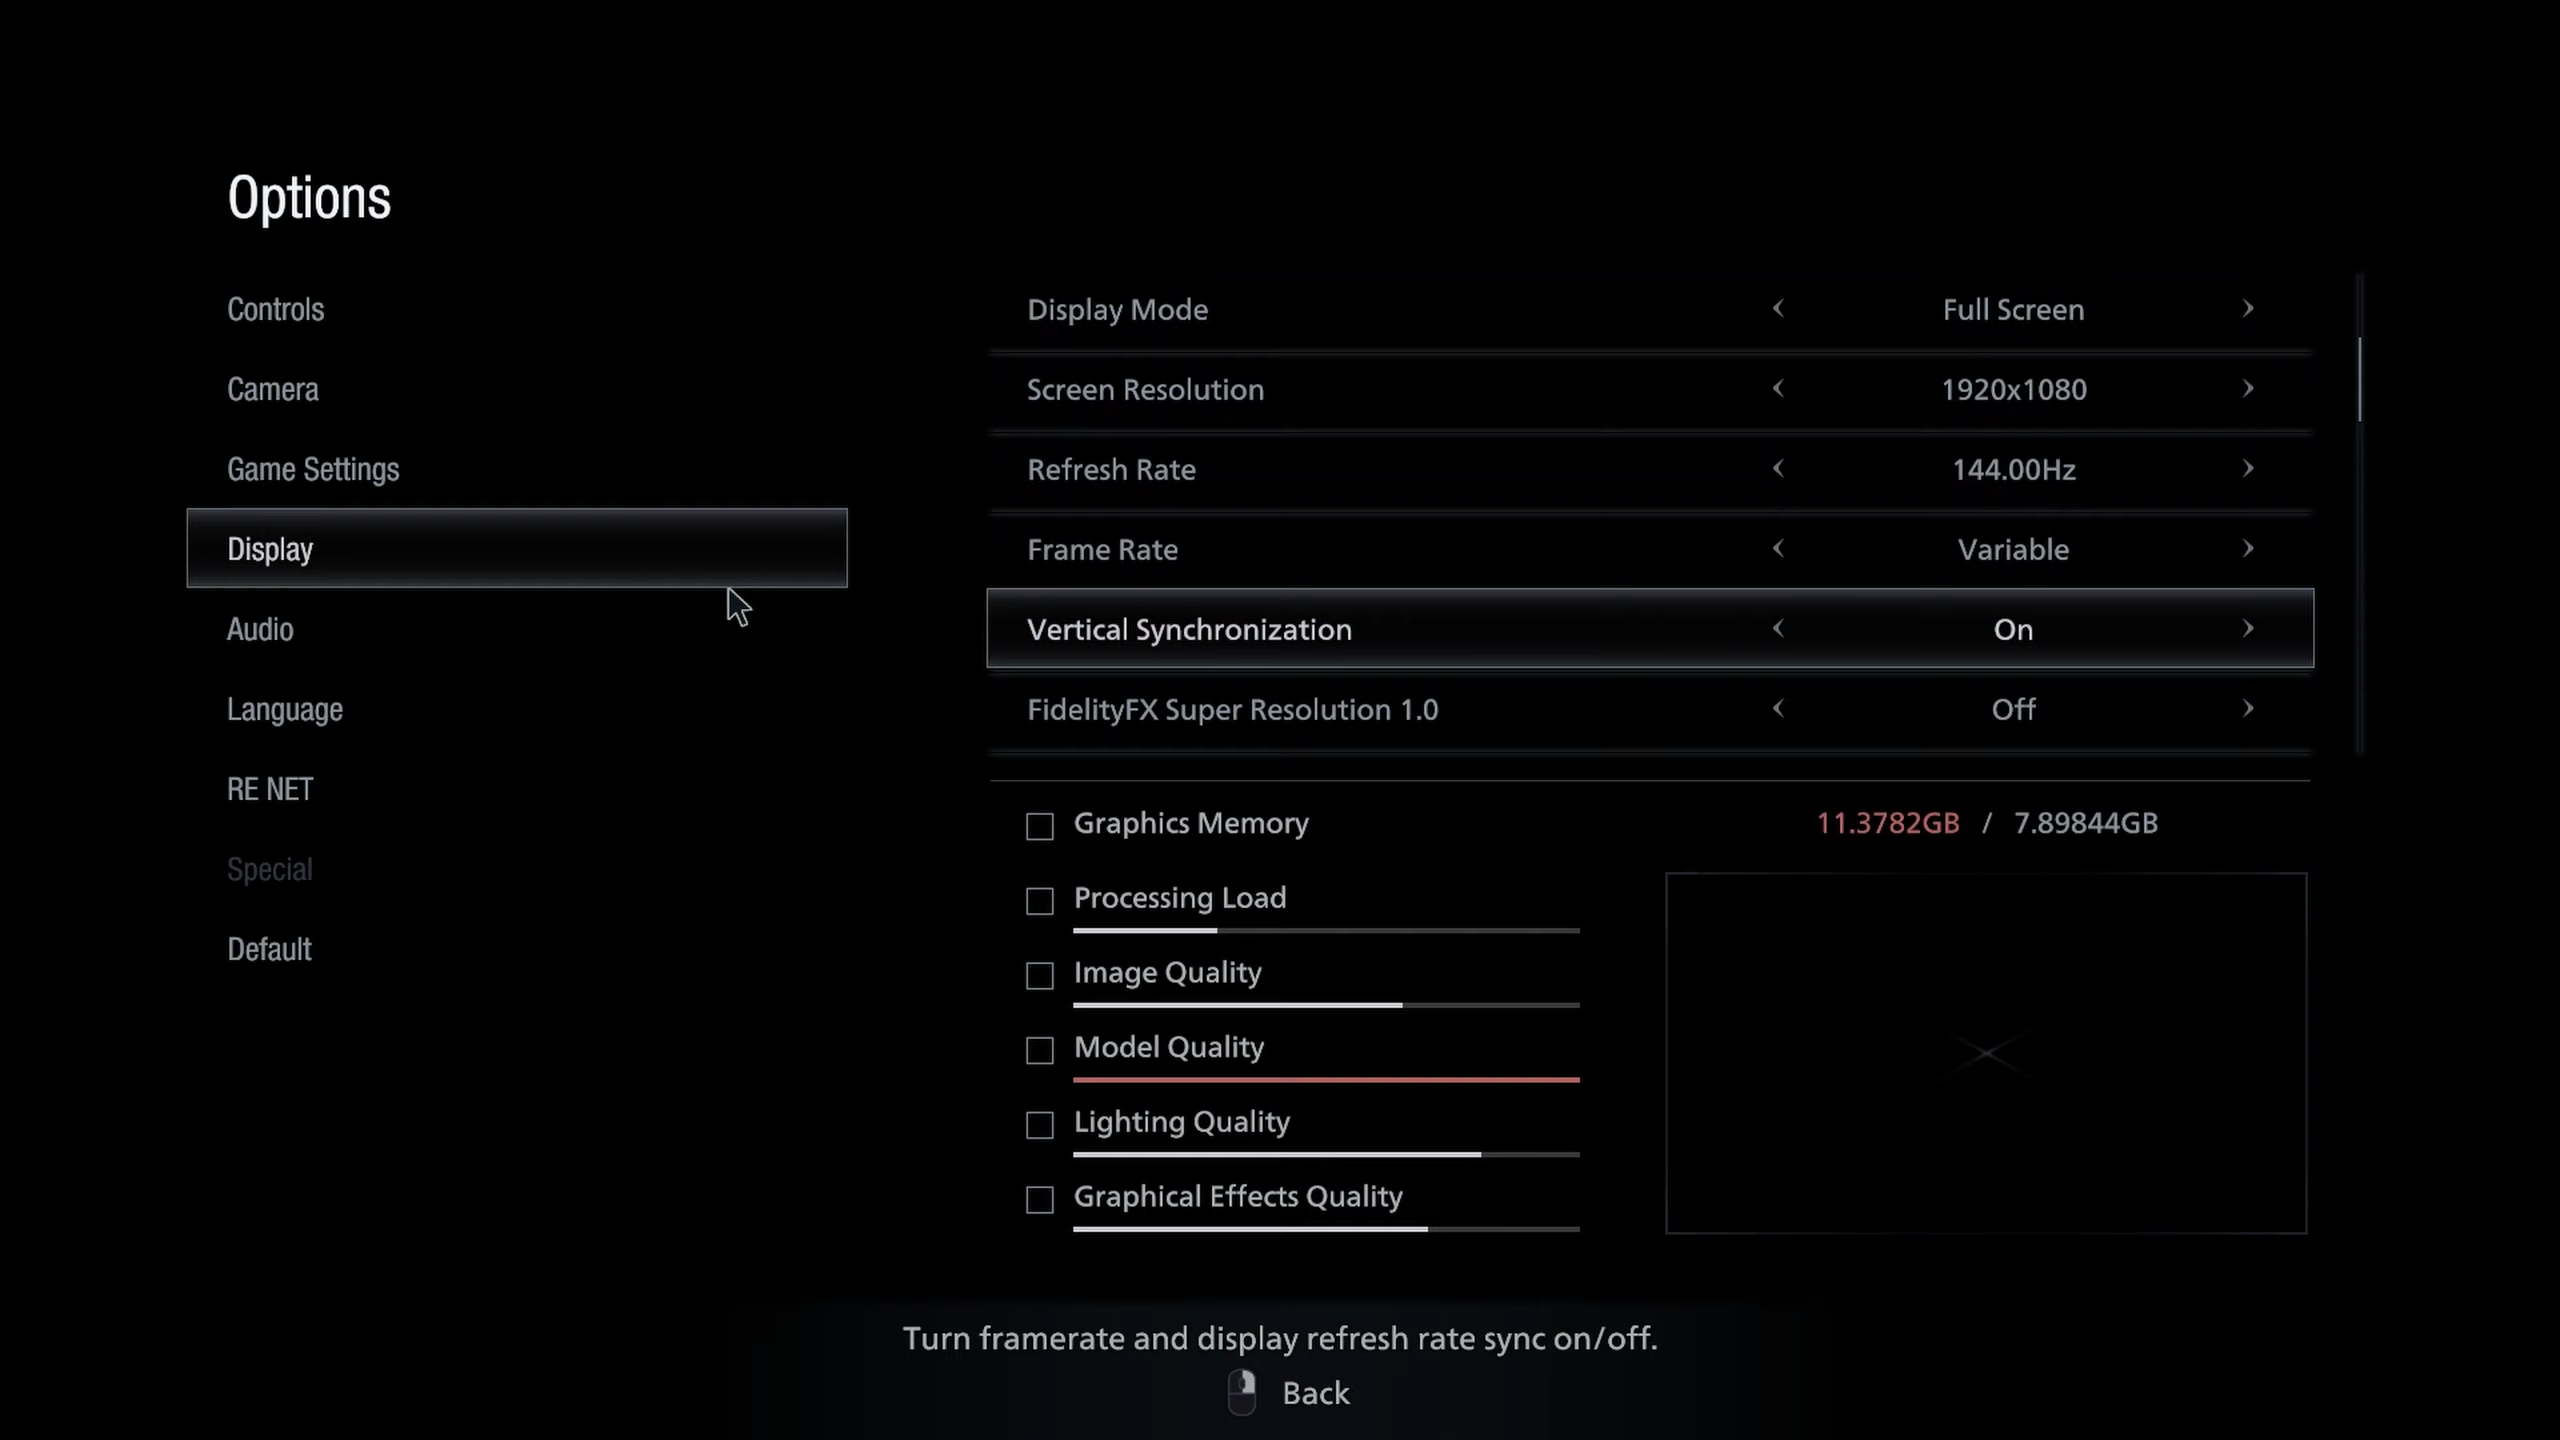 Options
Controls
Camera
Game Settings
Display
Audio
Language
RE NET
Special
Default
Display Mode Full Screen
Screen Resolution 1920x1080
Refresh Rate 144.00Hz
Frame Rate Variable
Vertical Synchronization On
FidelityFX Super Resolution 1.0 Off
Graphics Memory 11.3782GB / 7.89844GB
Processing Load
Image Quality
Model Quality
Lighting Quality
Graphical Effects Quality
Turn framerate and display refresh rate sync on/off.
Back